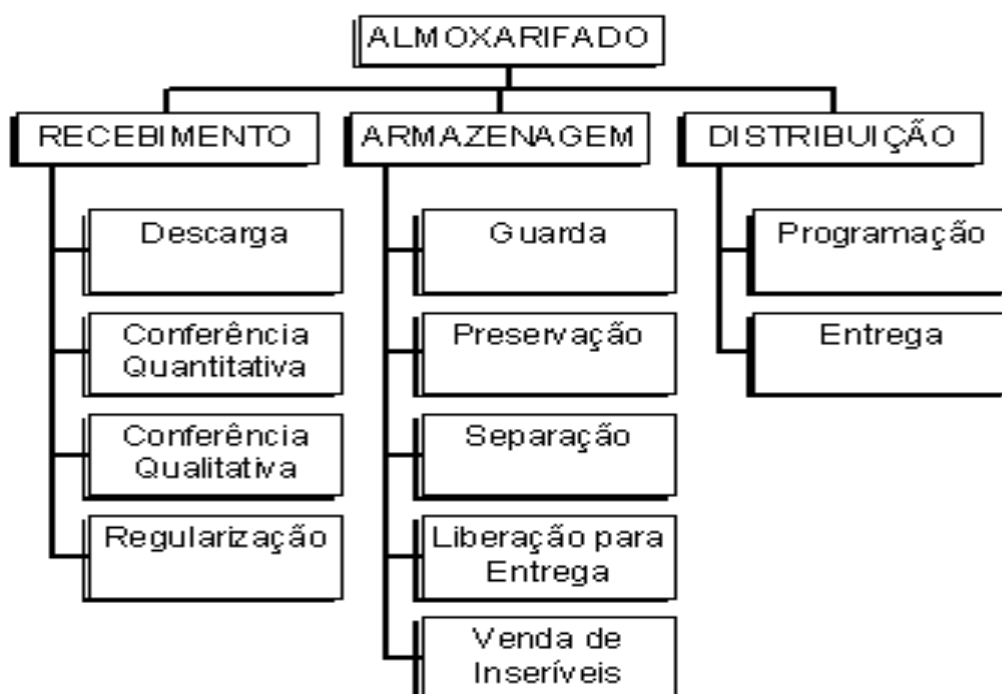 ALMOXARIFADO
RECEBIMENTO
Descarga
Conferência
Quantitativa
Conferência
Qualitativa
Regularização
ARMAZENAGEM
Guarda
Preservação
Separação
Liberação para
Entrega
Venda de
Inseríveis
DISTRIBUIÇÃO
Programação
Entrega